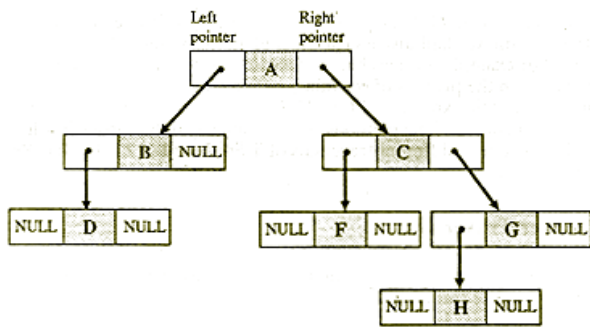 Left pointer
Right pointer
A
B NULL
C
NULL D NULL
NULL F NULL
G NULL
NULL H NULL